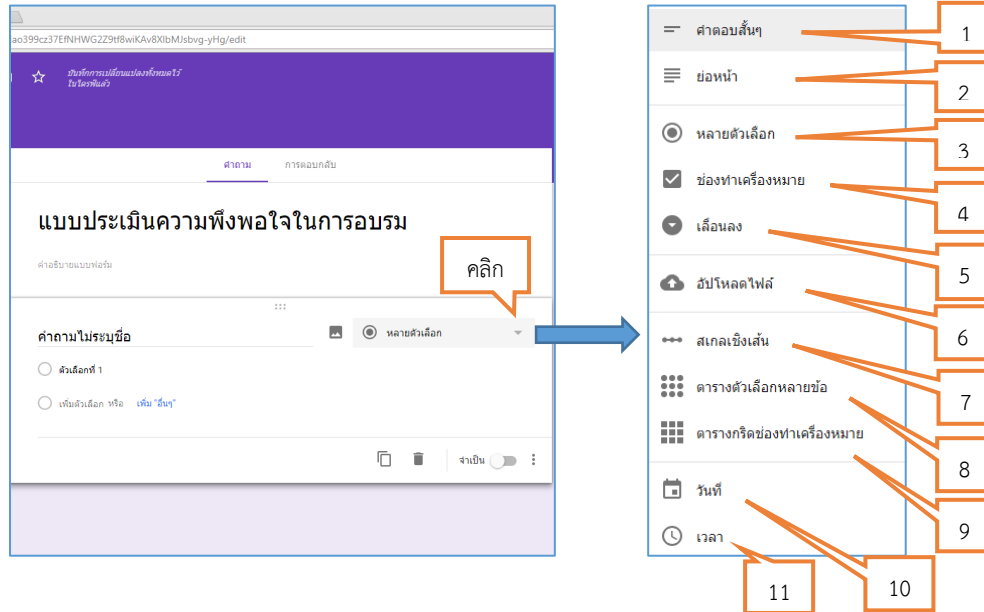 ao399cz37EfNHWG2Z9tf8wiKAv8XlbMJsbvg-yHg/edit
บันทึกการเปลี่ยนแปลงทั้งหมดไว้
ในไดรฟ์แล้ว
คำถาม การตอบกลับ
แบบประเมินความพึงพอใจในการอบรม
คำอธิบายแบบฟอร์ม
คลิก
คำถามไม่ระบุชื่อ
หลายตัวเลือก
ตัวเลือกที่ 1
เพิ่มตัวเลือก หรือ เพิ่ม "อื่นๆ"
จำเป็น
คำตอบสั้นๆ
1
ย่อหน้า
2
หลายตัวเลือก
3
ช่องทำเครื่องหมาย
4
เลื่อนลง
5
อัปโหลดไฟล์
6
สเกลเชิงเส้น
7
ตารางตัวเลือกหลายข้อ
8
ตารางกริดช่องทำเครื่องหมาย
9
วันที่
10
เวลา
11